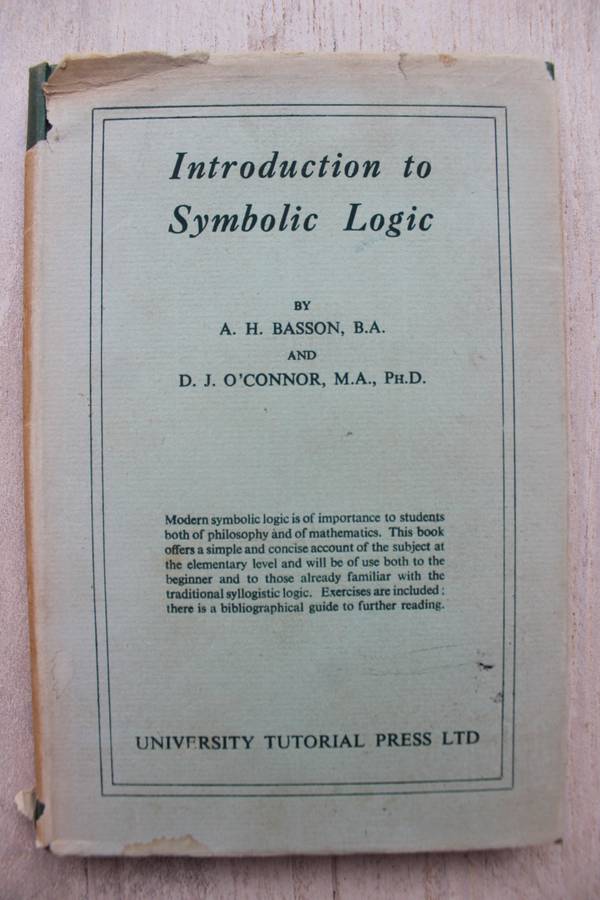 Introduction to
Symbolic Logic
BY
A. H. BASSON, B.A.
AND
D. J. O'CONNOR, M.A., PH.D.
Modern symbolic logic is of importance to students
both of philosophy and of mathematics. This book
offers a simple and concise account of the subject at
the elementary level and will be of use both to the
beginner and to those already familiar with the
traditional syllogistic logic. Exercises are included;
there is a bibliographical guide to further reading.
UNIVERSITY TUTORIAL PRESS LTD